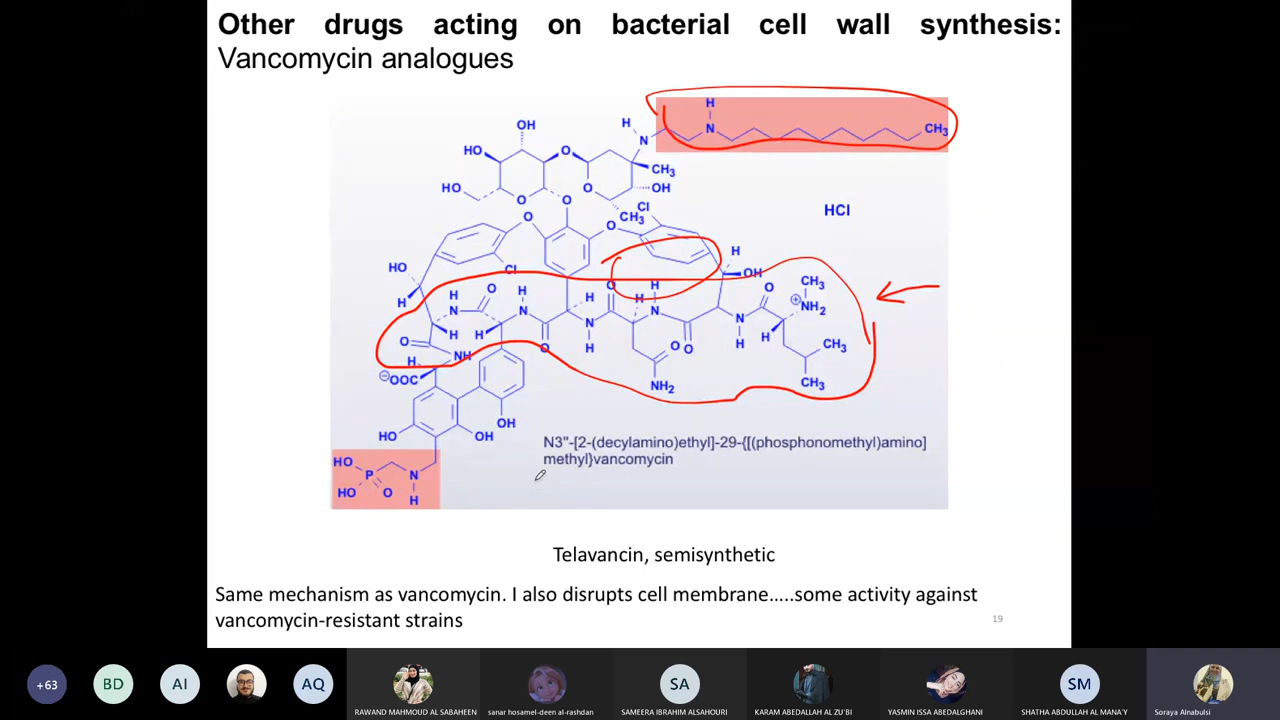 Other drugs acting on bacterial cell wall synthesis:
Vancomycin analogues
H
N
CH3
OH
H
N
HO
O
HO
CH3
O
OH
HO
O
O
CH3
Cl
O
O
HCl
H
OH
HO
Cl
H
CH3
NH2
H
N
O
H
N
H
O
H
N
O
N
H
O
H
H
N
O
O
N
H
H
O
NH
H
OOC
O
NH2
CH3
CH3
OH
HO
OH
N3"-[2-(decylamino)ethyl]-29-{[(phosphonomethyl)amino]
methyl}vancomycin
HO
P
HO
O
N
H
Telavancin, semisynthetic
Same mechanism as vancomycin. I also disrupts cell membrane…..some activity against
vancomycin-resistant strains
19
+63
BD
AI
AQ
SA
SM
RAWAND MAHMOUD AL SABAHEEN
sanar hosamel-deen al-rashdan
SAMEERA IBRAHIM ALSAHOURI
KARAM ABEDALLAH AL ZU'BI
YASMIN ISSA ABEDALGHANI
SHATHA ABDULLAH AL MANA'Y
Soraya Alnabulsi